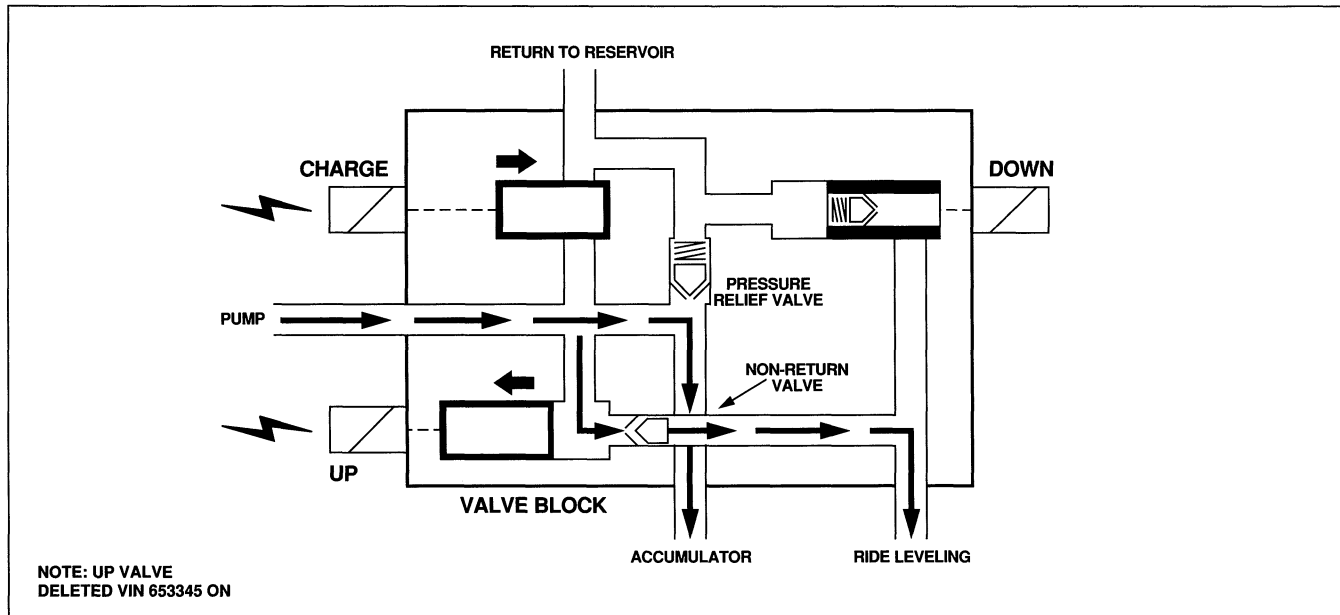 RETURN TO RESERVOIR
CHARGE
DOWN
PRESSURE
RELIEF VALVE
PUMP
NON-RETURN
VALVE
UP
VALVE BLOCK
ACCUMULATOR
RIDE LEVELING
NOTE: UP VALVE
DELETED VIN 653345 ON